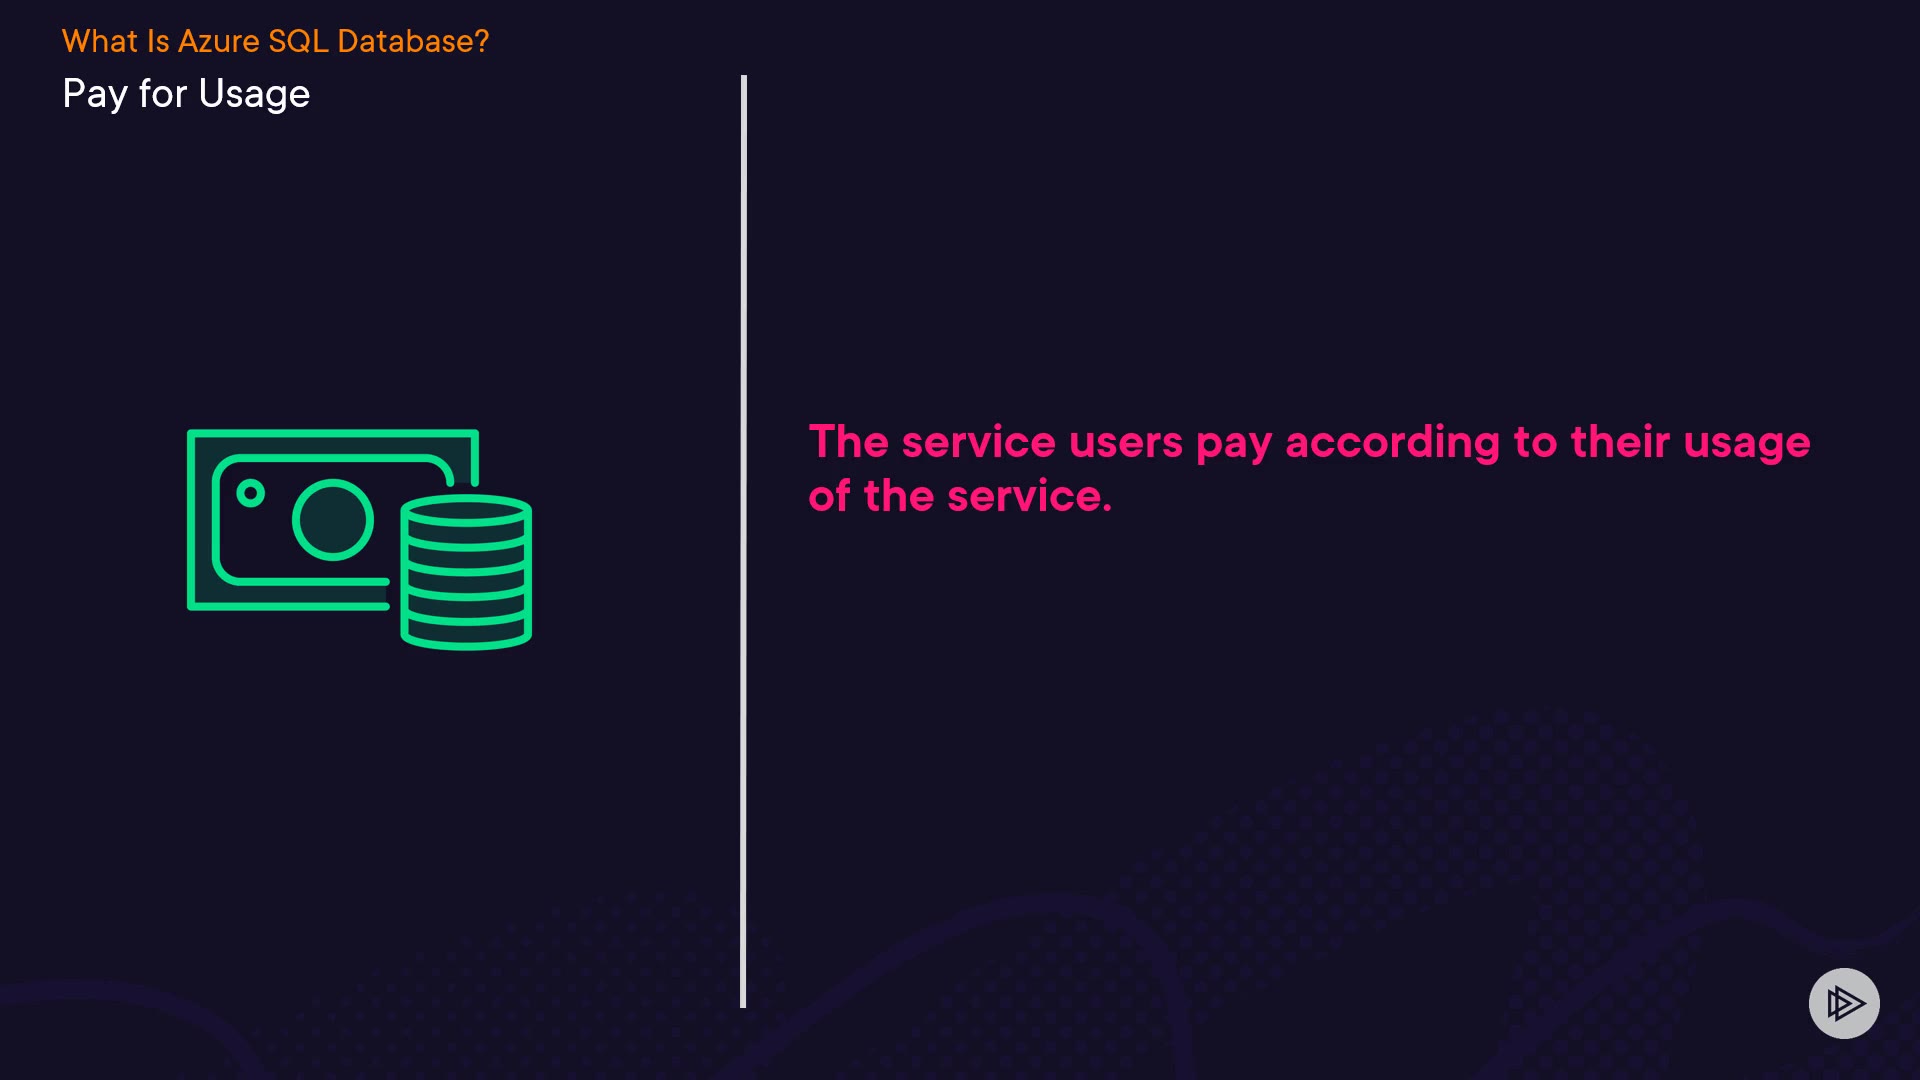 What Is Azure SQL Database?
Pay for Usage
The service users pay according to their usage
of the service.